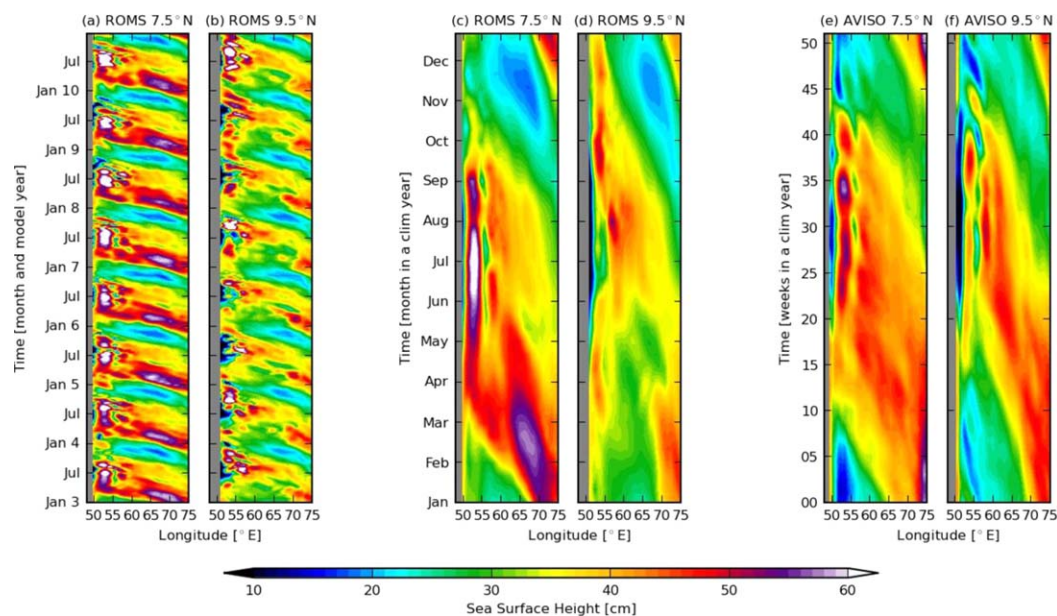 (a) ROMS 7.5°N (b) ROMS 9.5°N (c) ROMS 7.5°N (d) ROMS 9.5°N (e) AVISO 7.5°N (f) AVISO 9.5°N
Time [month and model year]
Jul
Jan 10
Jul
Jan 9
Jul
Jan 8
Jul
Jan 7
Jul
Jan 6
Jul
Jan 5
Jul
Jan 4
Jul
Jan 3
50 55 60 65 70 75 50 55 60 65 70 75
Longitude [°E]
Time [month in a clim year]
Dec
Nov
Oct
Sep
Aug
Jul
Jun
May
Apr
Mar
Feb
Jan
50 55 60 65 70 75 50 55 60 65 70 75
Longitude [°E]
Time [weeks in a clim year]
50
45
40
35
30
25
20
15
10
05
00
50 55 60 65 70 75 50 55 60 65 70 75
Longitude [°E]
10 20 30 40 50 60
Sea Surface Height [cm]